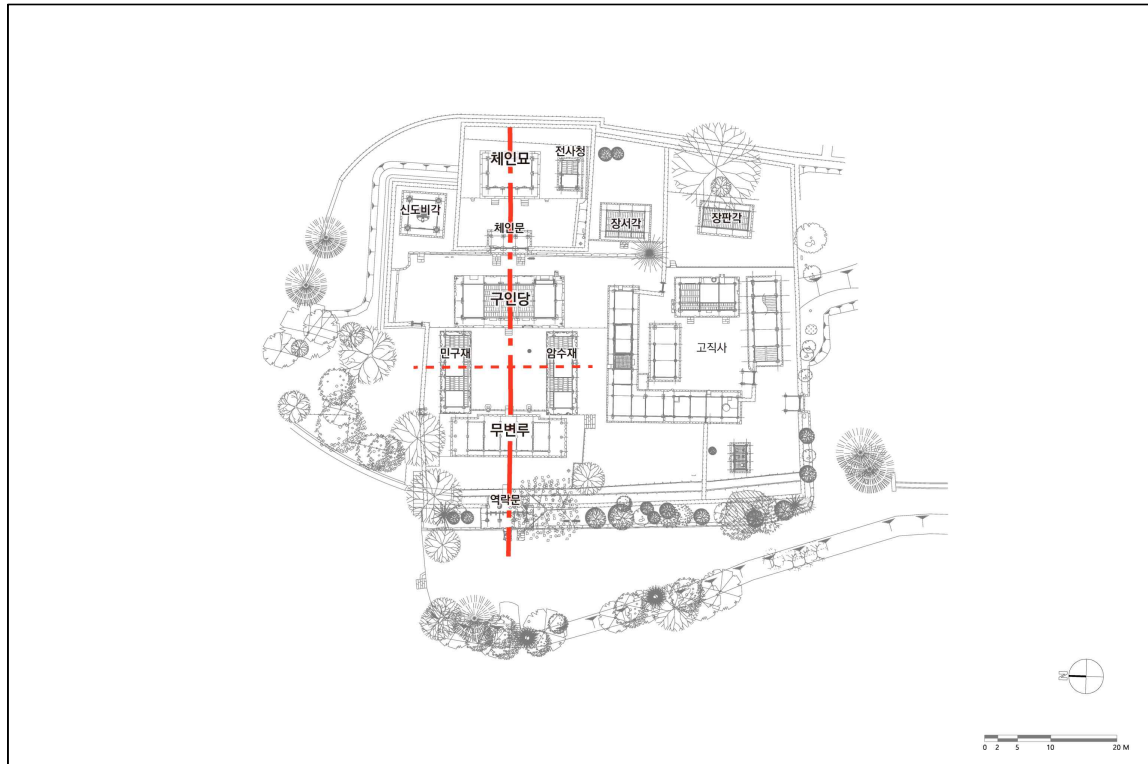 체인묘
전사청
신도비각
체인문
장서각
장판각
구인당
민구재
암수재
고직사
무변루
역락문
N
0 2 5 10 20 M